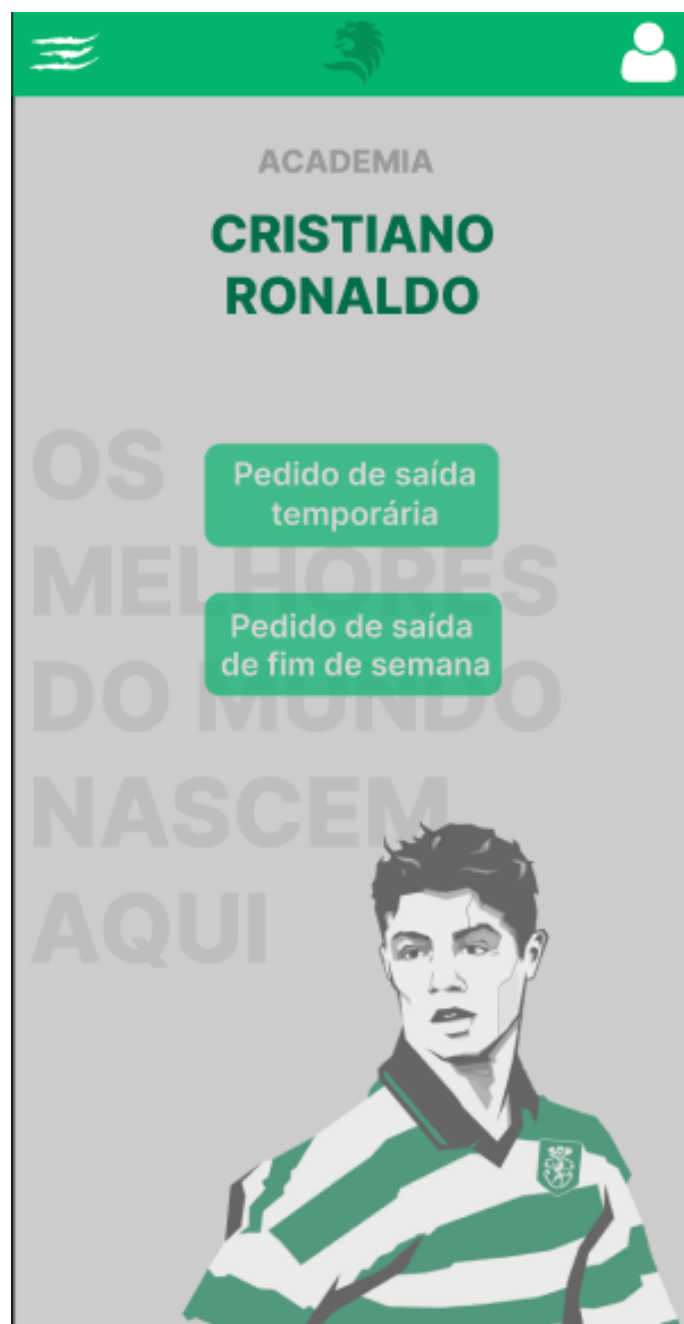 ACADEMIA
CRISTIANO
RONALDO
Pedido de saída
temporária
Pedido de saída
de fim de semana
OS
MELHORES
DO MUNDO
NASCEM
AQUI